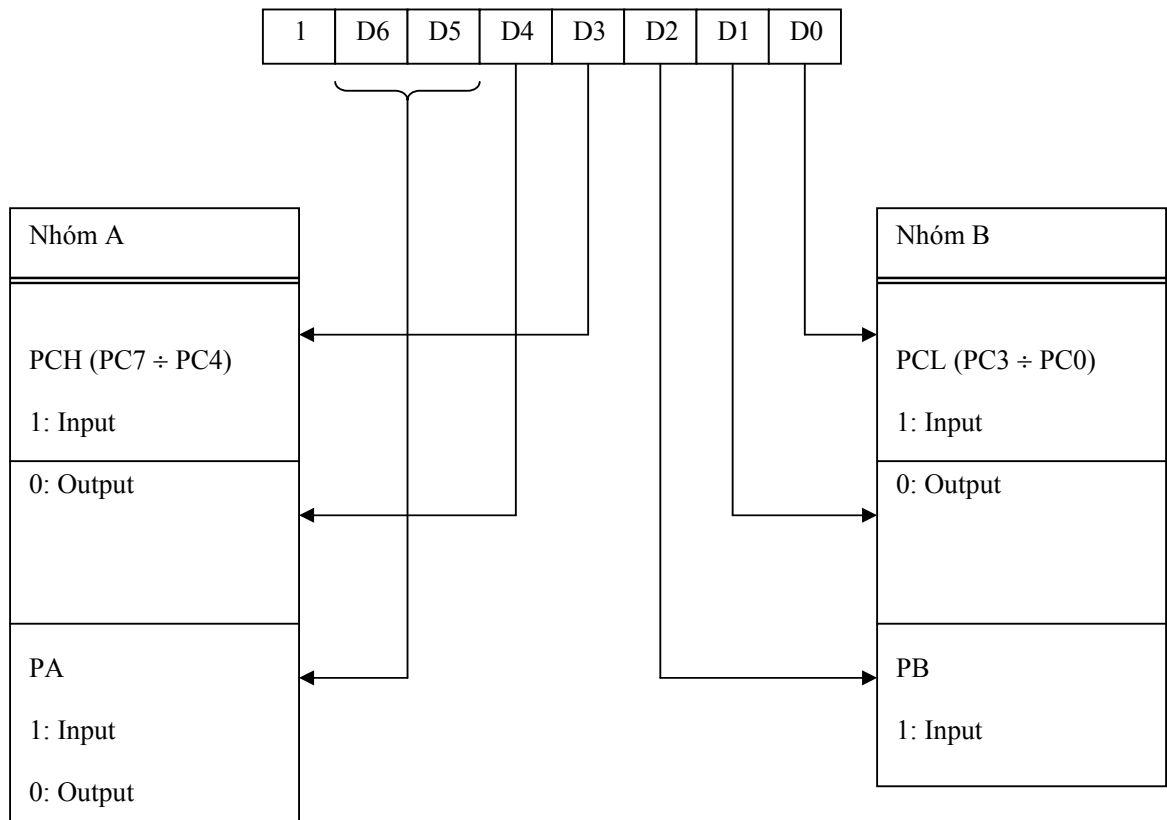 1 D6 D5 D4 D3 D2 D1 D0
Nhóm A
PCH (PC7 ÷ PC4)
1: Input
0: Output
PA
1: Input
0: Output
Nhóm B
PCL (PC3 ÷ PC0)
1: Input
0: Output
PB
1: Input